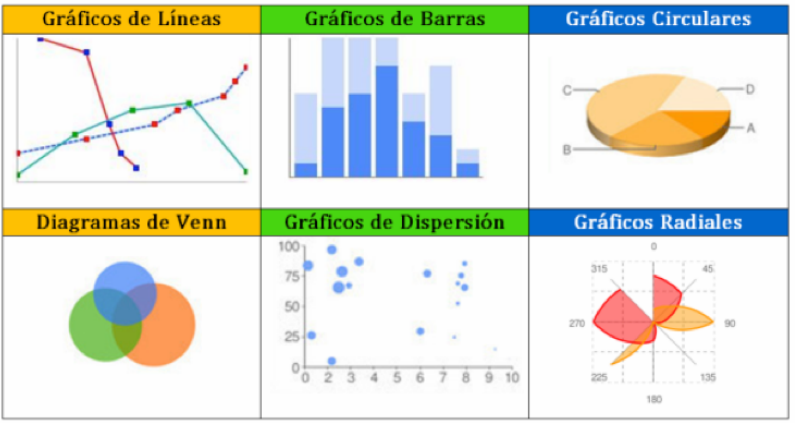 Gráficos de Líneas
Gráficos de Barras
Gráficos Circulares
C
D
A
B
Diagramas de Venn
Gráficos de Dispersión
Gráficos Radiales
100
75
50
25
0
0 2 3 4 5 6 7 8 9 10
0
315 45
270 90
225 135
180